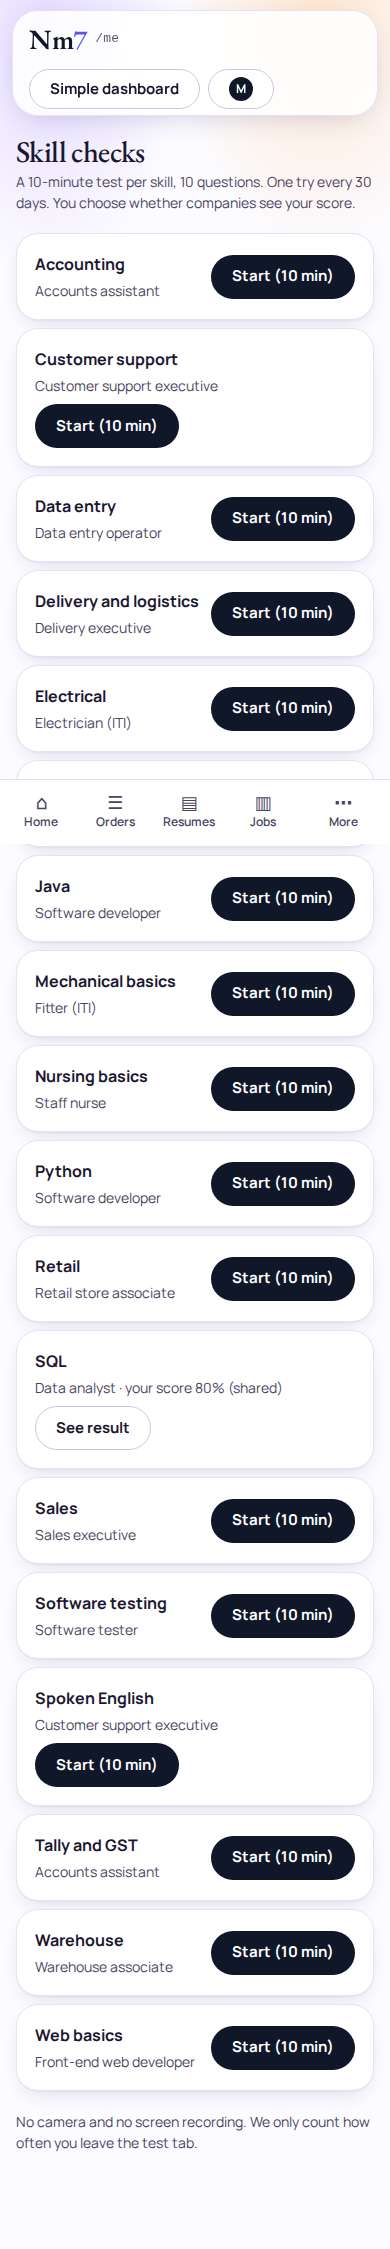 Nm7 /me
Simple dashboard
M
Skill checks
A 10-minute test per skill, 10 questions. One try every 30
days. You choose whether companies see your score.
Accounting
Accounts assistant
Start (10 min)
Customer support
Customer support executive
Start (10 min)
Data entry
Data entry operator
Start (10 min)
Delivery and logistics
Delivery executive
Start (10 min)
Electrical
Electrician (ITI)
Start (10 min)
Home
Orders
Resumes
Jobs
More
Java
Software developer
Start (10 min)
Mechanical basics
Fitter (ITI)
Start (10 min)
Nursing basics
Staff nurse
Start (10 min)
Python
Software developer
Start (10 min)
Retail
Retail store associate
Start (10 min)
SQL
Data analyst · your score 80% (shared)
See result
Sales
Sales executive
Start (10 min)
Software testing
Software tester
Start (10 min)
Spoken English
Customer support executive
Start (10 min)
Tally and GST
Accounts assistant
Start (10 min)
Warehouse
Warehouse associate
Start (10 min)
Web basics
Front-end web developer
Start (10 min)
No camera and no screen recording. We only count how
often you leave the test tab.